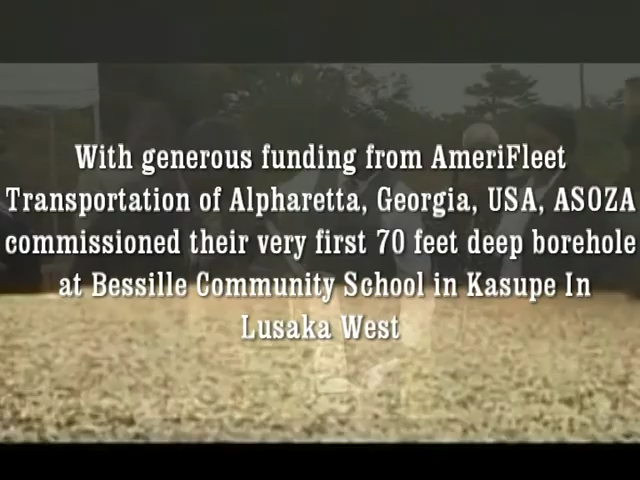 With generous funding from AmeriFleet
Transportation of Alpharetta, Georgia, USA, ASOZA
commissioned their very first 70 feet deep borehole
at Bessille Community School in Kasupe In
Lusaka West